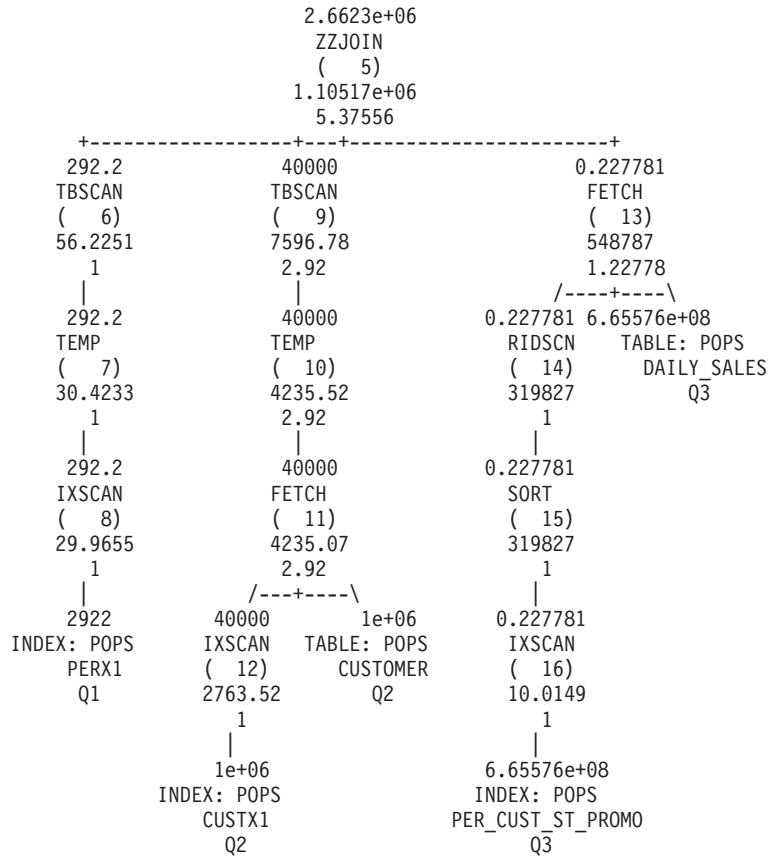 2.6623e+06
ZZJOIN
( 5)
1.10517e+06
5.37556
+------------------+---+-----------------------+
292.2 40000 0.227781
TBSCAN TBSCAN FETCH
( 6) ( 9) ( 13)
56.2251 7596.78 548787
1 2.92 1.22778
| | /----+----\
292.2 40000 0.227781 6.65576e+08
TEMP TEMP RIDSCN TABLE: POPS
( 7) ( 10) ( 14) DAILY_SALES
30.4233 4235.52 319827 Q3
1 2.92 1
| | |
292.2 40000 0.227781
IXSCAN FETCH SORT
( 8) ( 11) ( 15)
29.9655 4235.07 319827
1 2.92 1
| /---+----\ |
2922 40000 1e+06 0.227781
INDEX: POPS IXSCAN TABLE: POPS IXSCAN
PERX1 ( 12) CUSTOMER ( 16)
Q1 2763.52 Q2 10.0149
1 1
| |
1e+06 6.65576e+08
INDEX: POPS INDEX: POPS
CUSTX1 PER_CUST_ST_PROMO
Q2 Q3